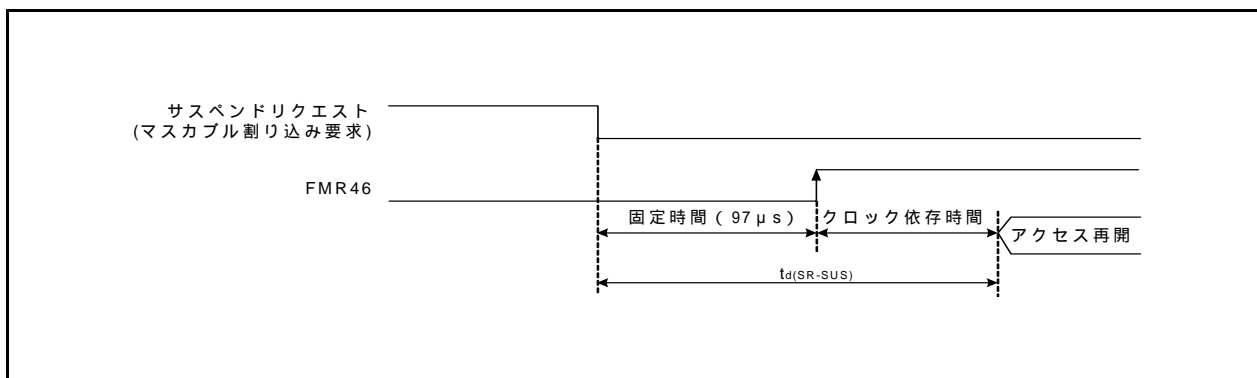 サスペンドリクエスト
(マスカブル割り込み要求)
FMR46
固定時間(97μs)
クロック依存時間
アクセス再開
td(SR-SUS)